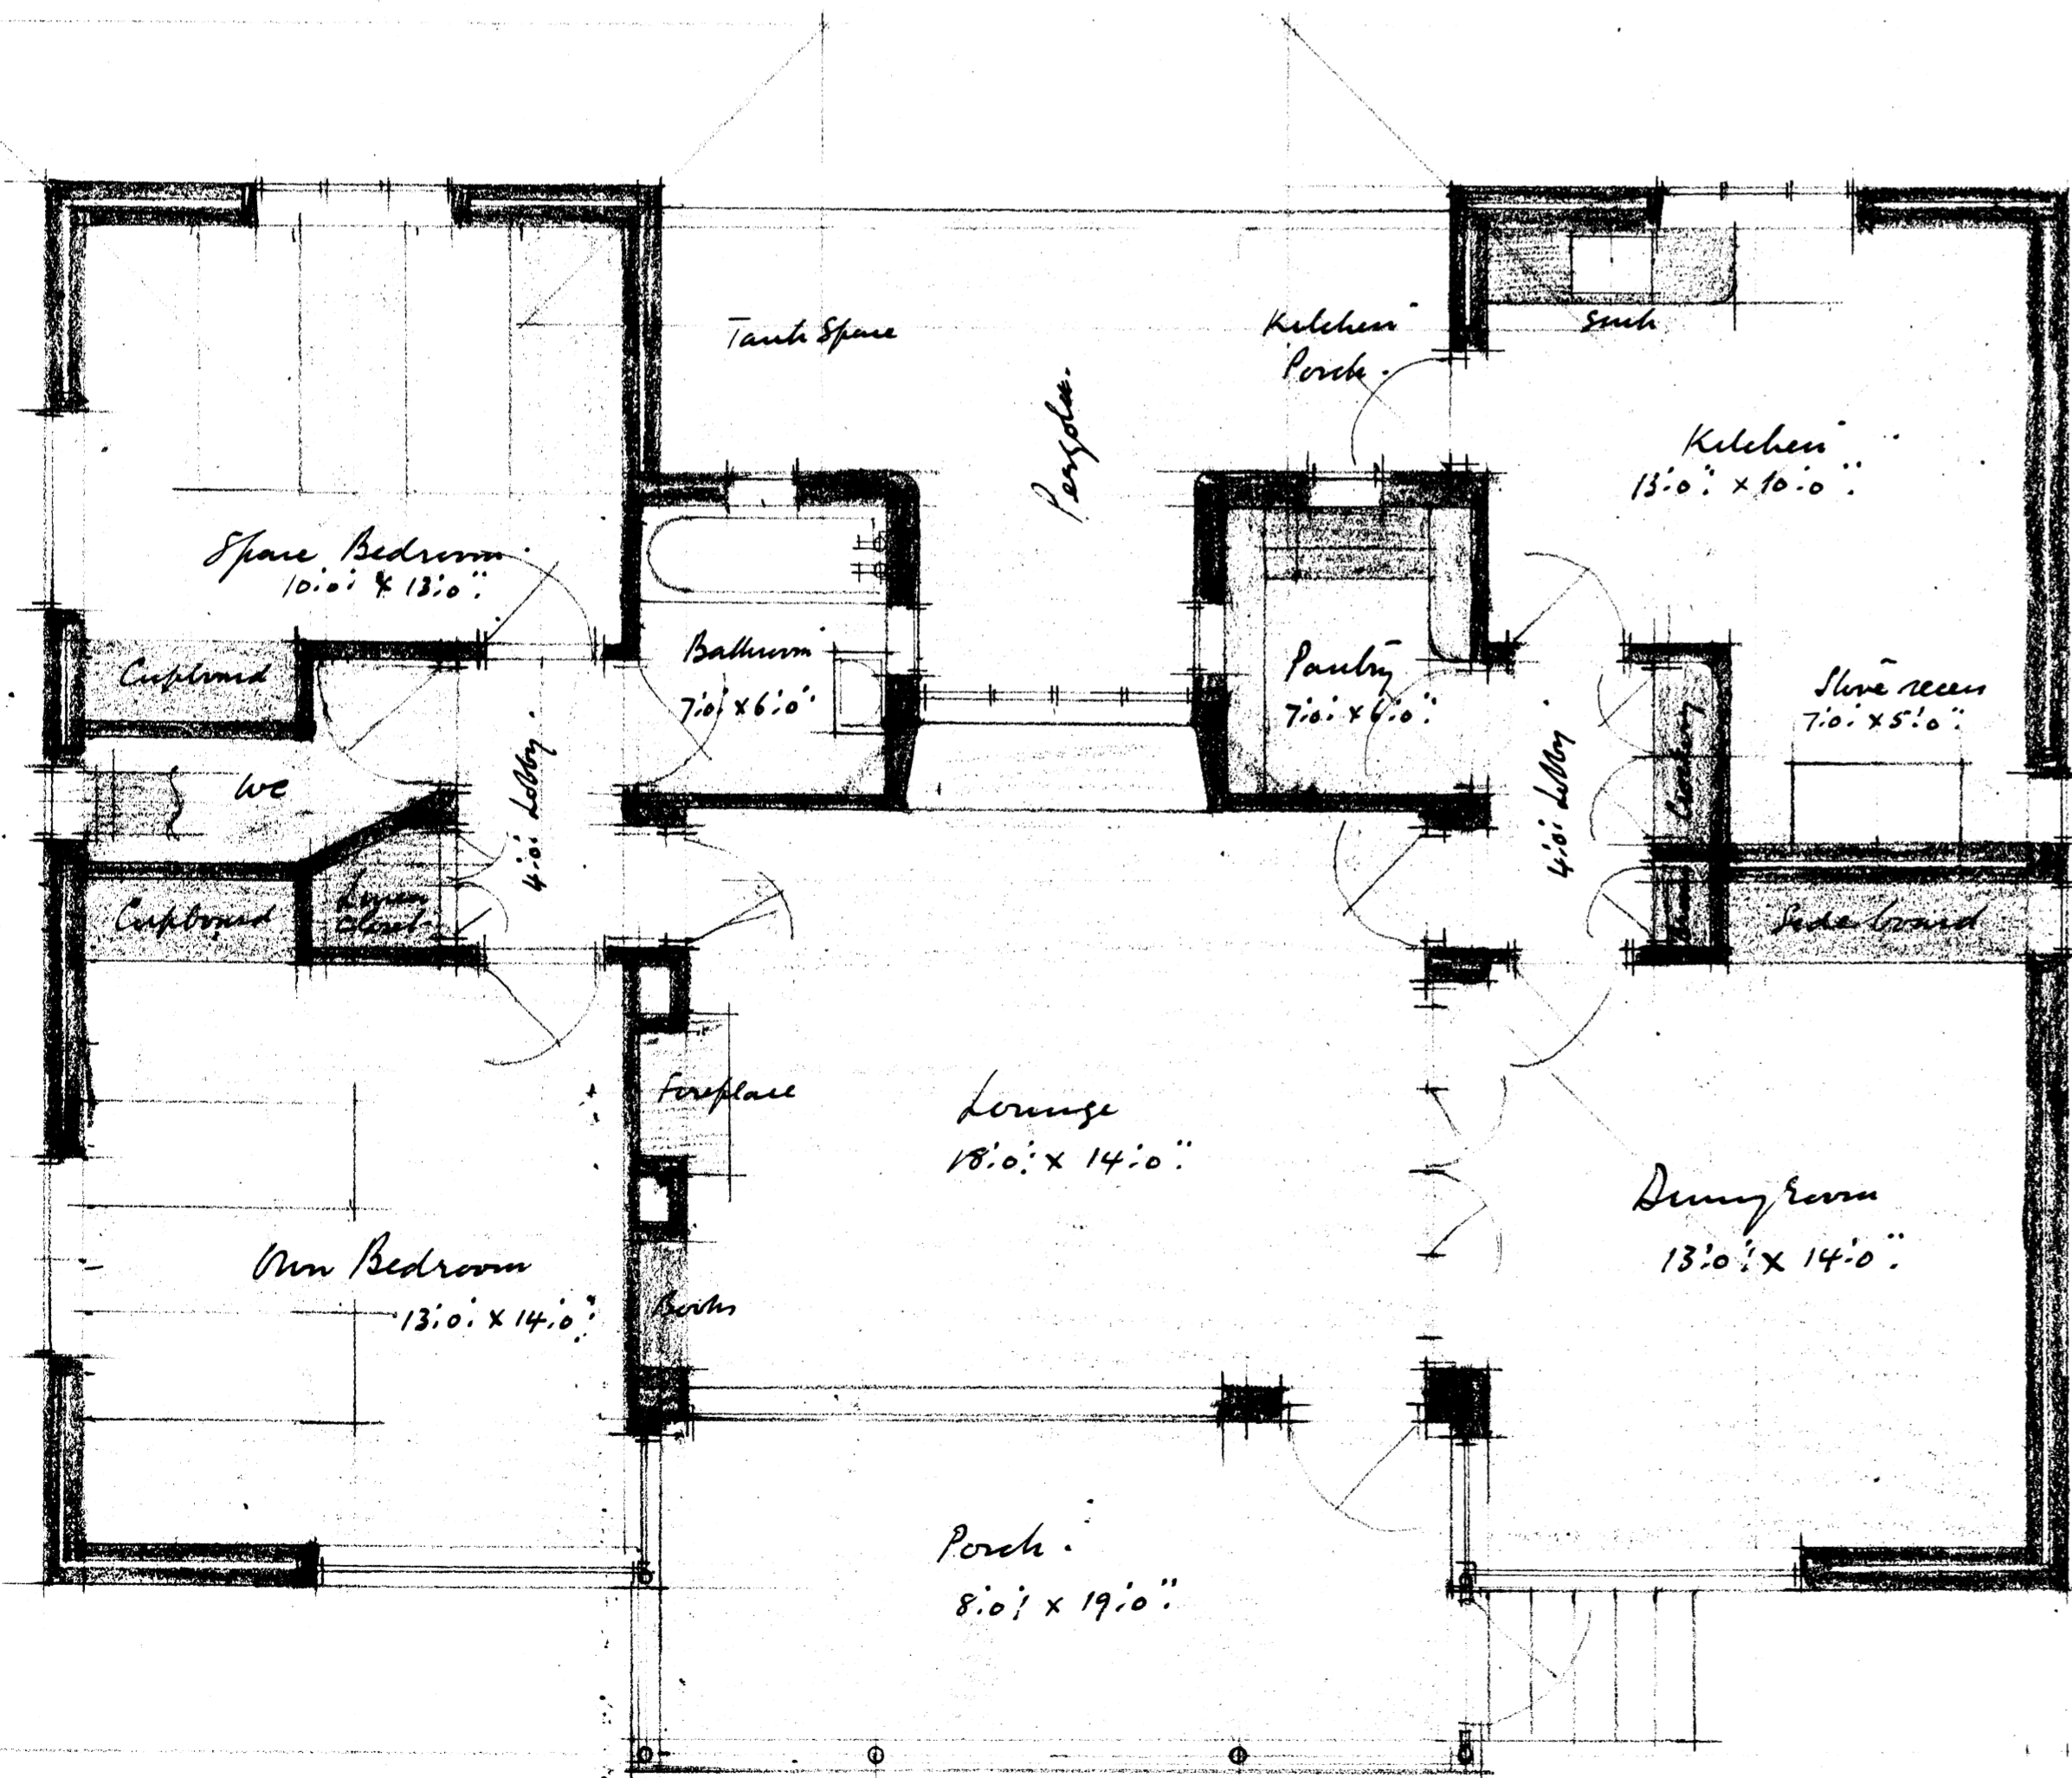 Tank Space
Kitchen
Porch.
Pergola.
Sink
Kitchen
13'.0". x 10'.0".
Spare Bedroom.
10'.0". x 13'.0".
Cupboard
WC
Cupboard
Linen
Closet
4'.0". Lobby.
Bathroom
7'.0". x 6'.0".
Pantry
7'.0". x 6'.0".
4'.0". Lobby.
Stove recess
7'.0". x 5'.0".
Sideboard
Fireplace
Books
Lounge
18'.0". x 14'.0".
Own Bedroom
13'.0". x 14'.0".
Dining Room
13'.0". x 14'.0".
Porch.
8'.0". x 19'.0".